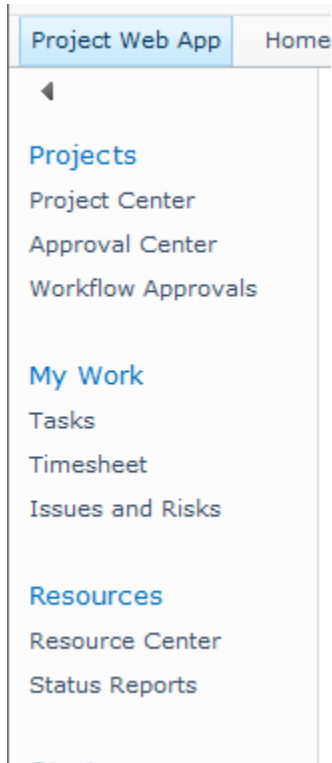 Project Web App Home
Projects
Project Center
Approval Center
Workflow Approvals
My Work
Tasks
Timesheet
Issues and Risks
Resources
Resource Center
Status Reports